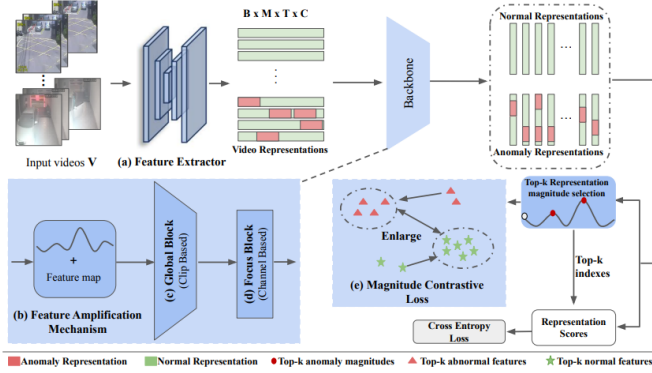 B x M x T x C
Normal Representations
Backbone
Input videos V
(a) Feature Extractor
Video Representations
Anomaly Representations
Feature map
(b) Feature Amplification
Mechanism
(c) Global Block
(Clip Based)
(d) Focus Block
(Channel Based)
Enlarge
(e) Magnitude Contrastive
Loss
Top-k Representation
magnitude selection
Top-k
indexes
Cross Entropy
Loss
Representation
Scores
Anomaly Representation
Normal Representation
Top-k anomaly magnitudes
Top-k abnormal features
Top-k normal features